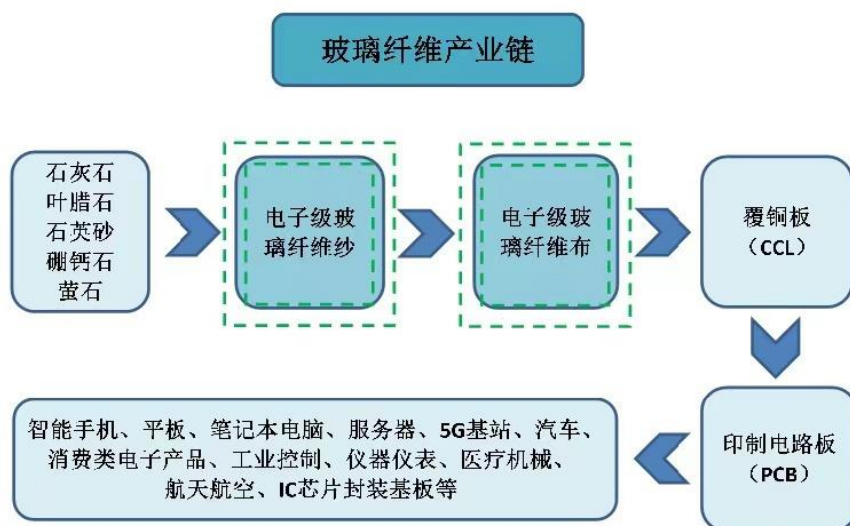 玻璃纤维产业链
石灰石
叶腊石
石英砂
硼钙石
萤石
电子级玻
璃纤维纱
电子级玻
璃纤维布
覆铜板
（CCL）
印制电路板
（PCB）
智能手机、平板、笔记本电脑、服务器、5G基站、汽车、
消费类电子产品、工业控制、仪器仪表、医疗机械、
航天航空、IC芯片封装基板等